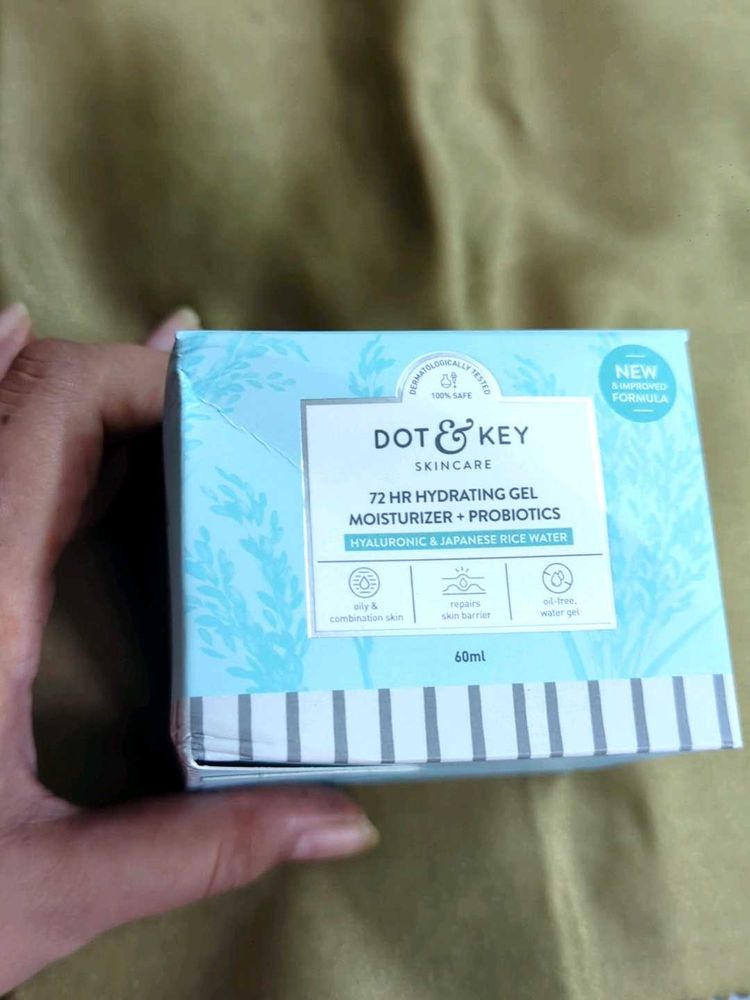 DERMATOLOGICALLY TESTED
100% SAFE
NEW
& IMPROVED
FORMULA
DOT & KEY
SKINCARE
72 HR HYDRATING GEL
MOISTURIZER + PROBIOTICS
HYALURONIC & JAPANESE RICE WATER
oily &
combination skin
repairs
skin barrier
oil-free,
water gel
60ml